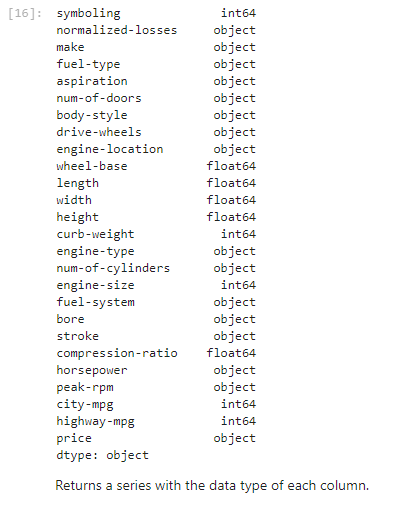 [16]: symboling int64
normalized-losses object
make object
fuel-type object
aspiration object
num-of-doors object
body-style object
drive-wheels object
engine-location object
wheel-base float64
length float64
width float64
height float64
curb-weight int64
engine-type object
num-of-cylinders object
engine-size int64
fuel-system object
bore object
stroke object
compression-ratio float64
horsepower object
peak-rpm object
city-mpg int64
highway-mpg int64
price object
dtype: object
Returns a series with the data type of each column.